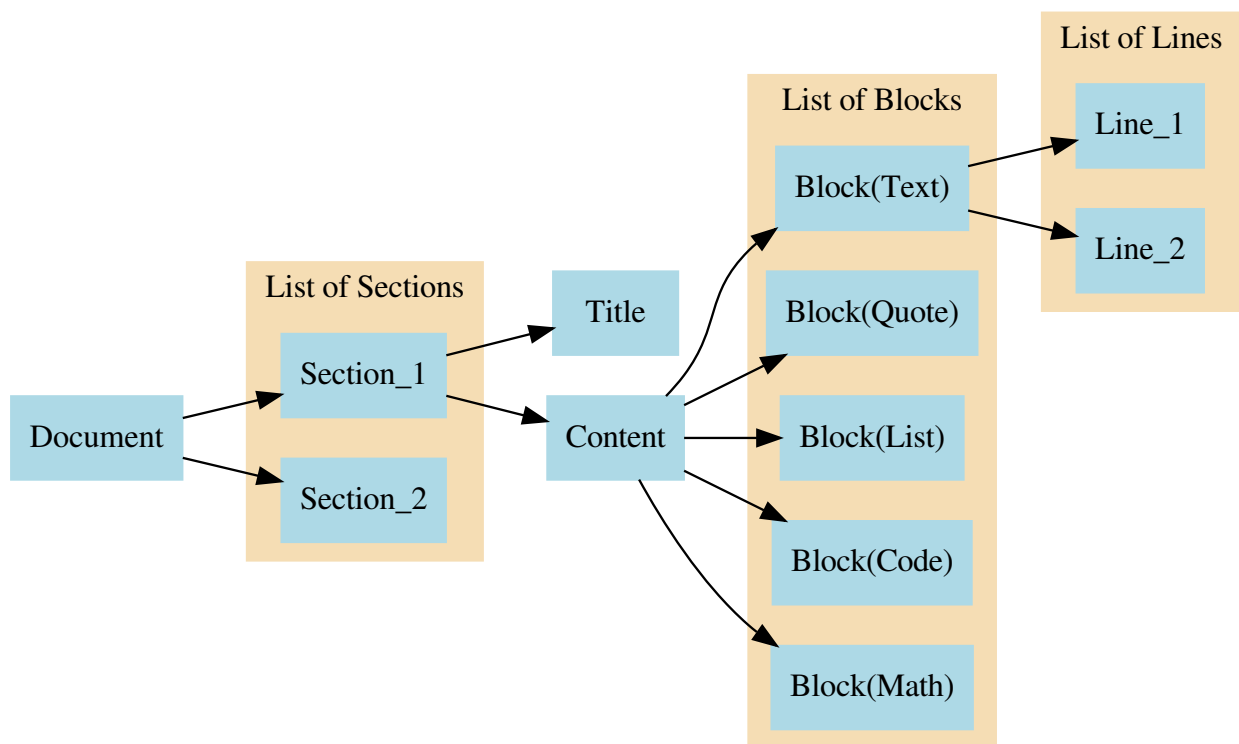 Document
List of Sections
Section_1
Section_2
Title
Content
List of Blocks
Block(Text)
Block(Quote)
Block(List)
Block(Code)
Block(Math)
List of Lines
Line_1
Line_2